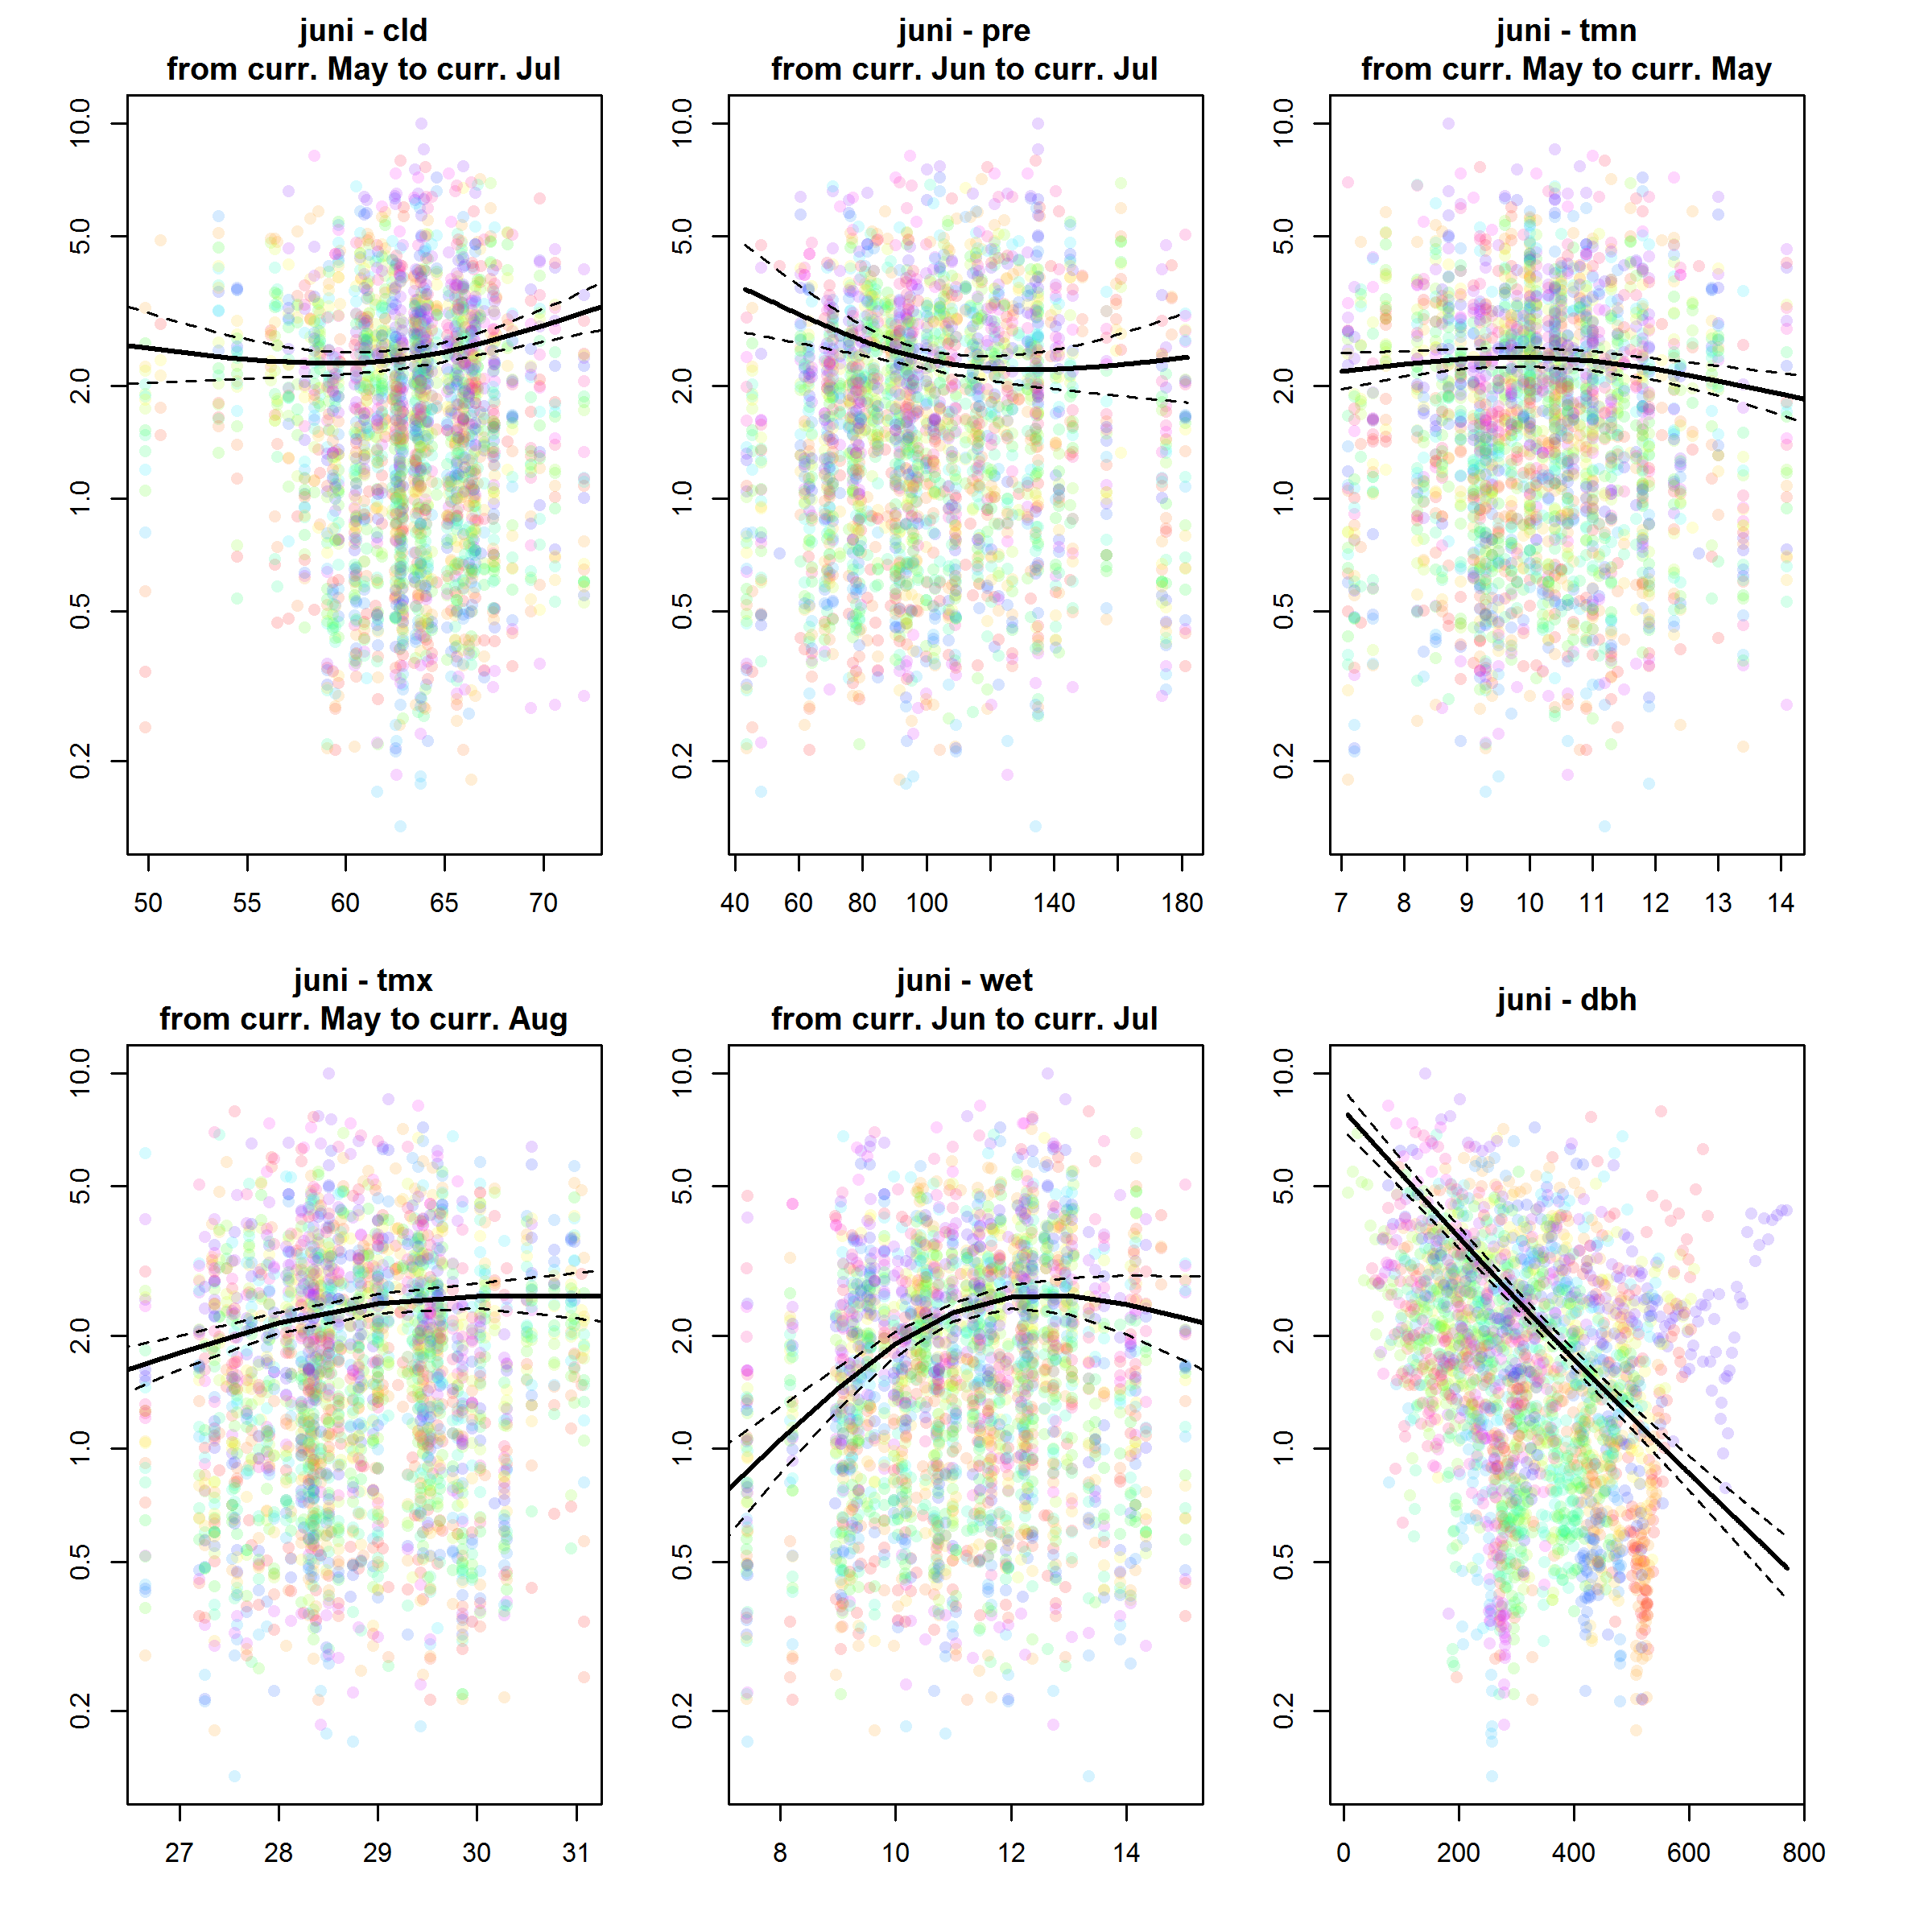 juni - cld
from curr. May to curr. Jul
10.0
5.0
2.0
1.0
0.5
0.2
50 55 60 65 70
juni - pre
from curr. Jun to curr. Jul
10.0
5.0
2.0
1.0
0.5
0.2
40 60 80 100 140 180
juni - tmn
from curr. May to curr. May
10.0
5.0
2.0
1.0
0.5
0.2
7 8 9 10 11 12 13 14
juni - tmx
from curr. May to curr. Aug
10.0
5.0
2.0
1.0
0.5
0.2
27 28 29 30 31
juni - wet
from curr. Jun to curr. Jul
10.0
5.0
2.0
1.0
0.5
0.2
8 10 12 14
juni - dbh
10.0
5.0
2.0
1.0
0.5
0.2
0 200 400 600 800